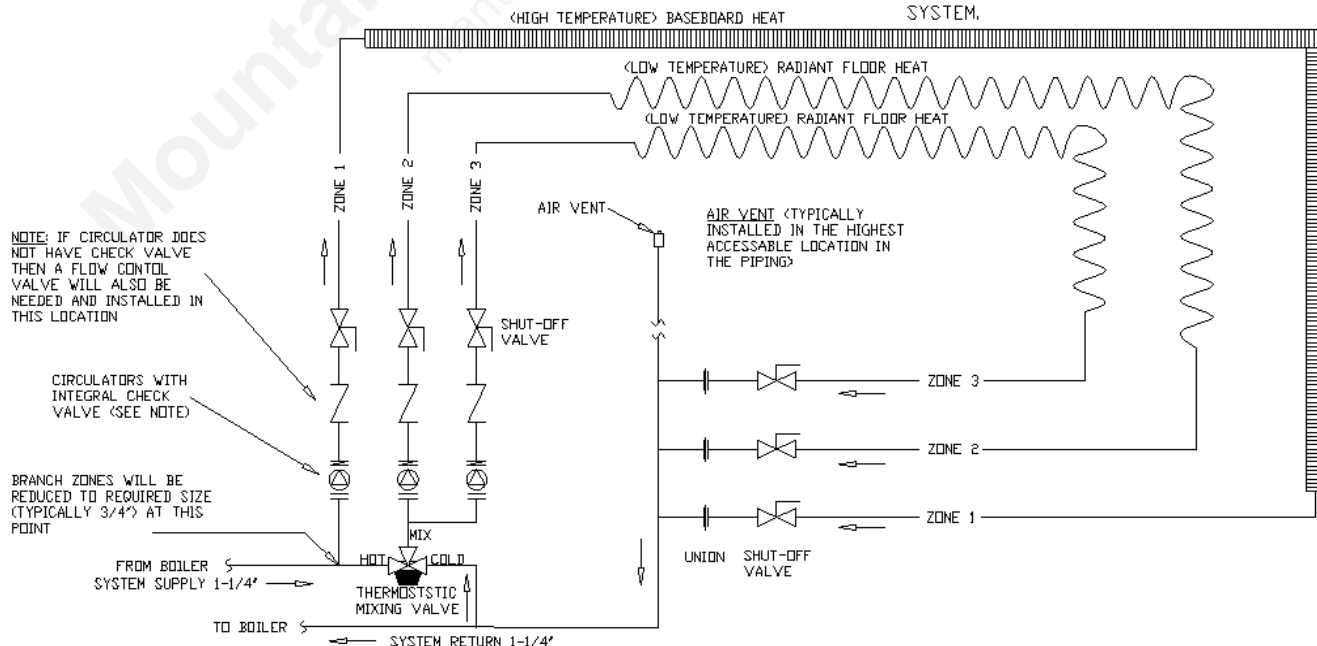 (HIGH TEMPERATURE) BASEBOARD HEAT
SYSTEM,
(LOW TEMPERATURE) RADIANT FLOOR HEAT
(LOW TEMPERATURE) RADIANT FLOOR HEAT
ZONE 1
ZONE 2
ZONE 3
AIR VENT
AIR VENT (TYPICALLY
INSTALLED IN THE HIGHEST
ACCESSABLE LOCATION IN
THE PIPING)
NOTE: IF CIRCULATOR DOES
NOT HAVE CHECK VALVE
THEN A FLOW CONTOL
VALVE WILL ALSO BE
NEEDED AND INSTALLED IN
THIS LOCATION
SHUT-OFF
VALVE
CIRCULATORS WITH
INTEGRAL CHECK
VALVE (SEE NOTE)
ZONE 3
ZONE 2
ZONE 1
BRANCH ZONES WILL BE
REDUCED TO REQUIRED SIZE
(TYPICALLY 3/4") AT THIS
POINT
MIX
HOT
COLD
UNION
SHUT-OFF
VALVE
FROM BOILER
SYSTEM SUPPLY 1-1/4"
THERMOSTSTIC
MIXING VALVE
TO BOILER
SYSTEM RETURN 1-1/4"